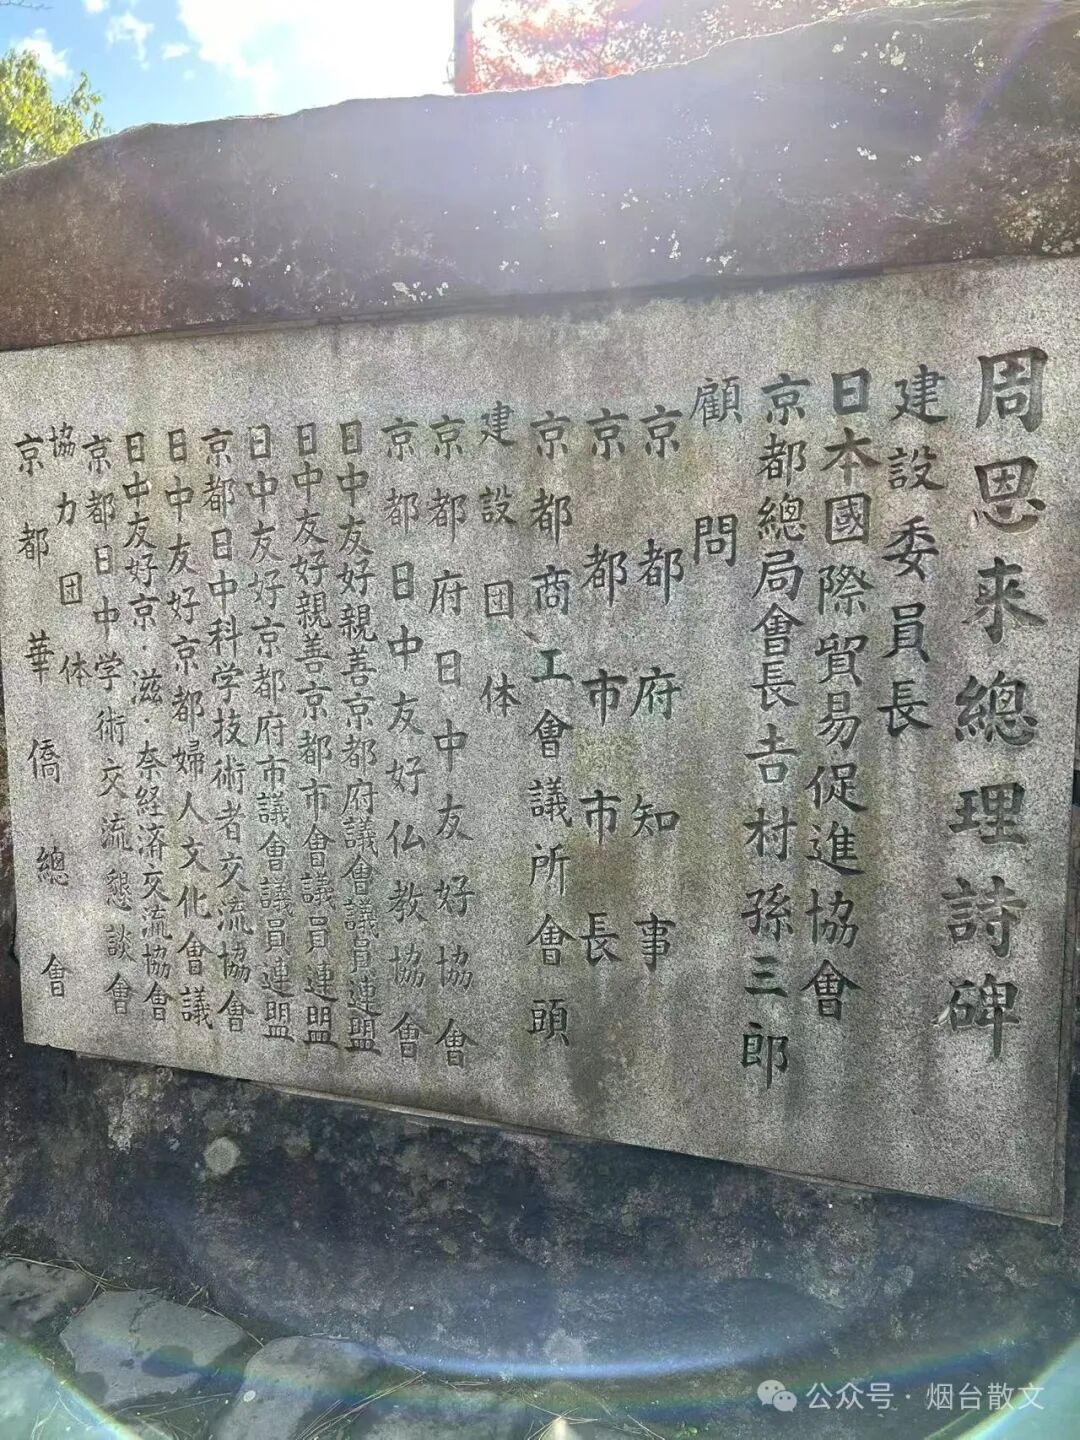 周恩来總理詩碑
建設委員長
日本國際貿易促進協會
京都總局會長吉村孫三郎
顧問
京都府知事
京都市市長
京都商工會議所會頭
建設団体
京都府日中友好協會
京都日中友好仏教協會
日中友好親善京都府議會議員連盟
日中友好親善京都市會議員連盟
日中友好京都府市議會議員連盟
京都日中科学技術者交流協會
日中友好京都婦人文化會議
日中友好京·滋·奈経済交流協會
京都日中学術交流懇談會
協力団体
京都華僑總會
公众号·烟台散文